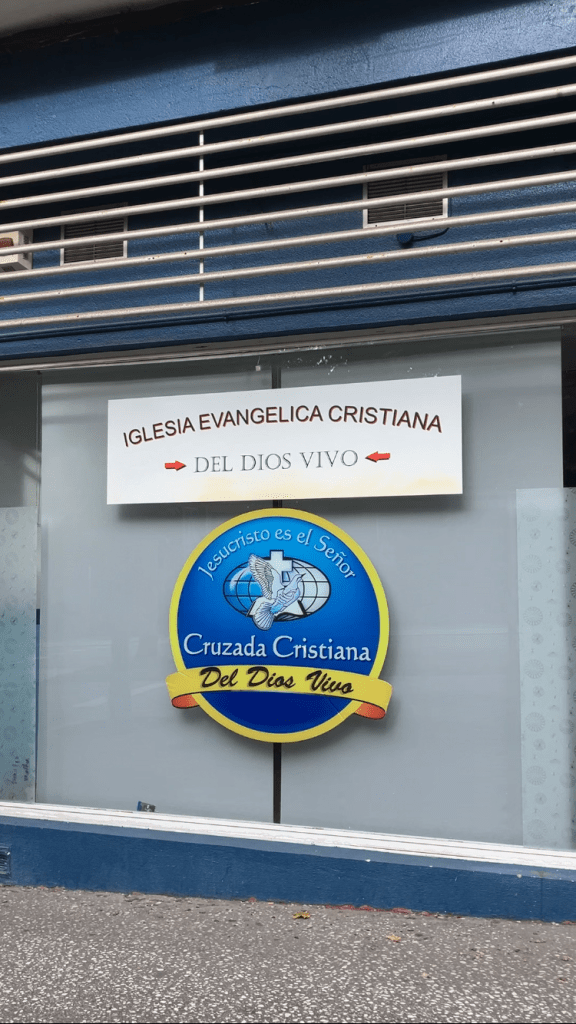 IGLESIA EVANGELICA CRISTIANA
DEL DIOS VIVO
Jesucristo es el Señor
Cruzada Cristiana
Del Dios Vivo